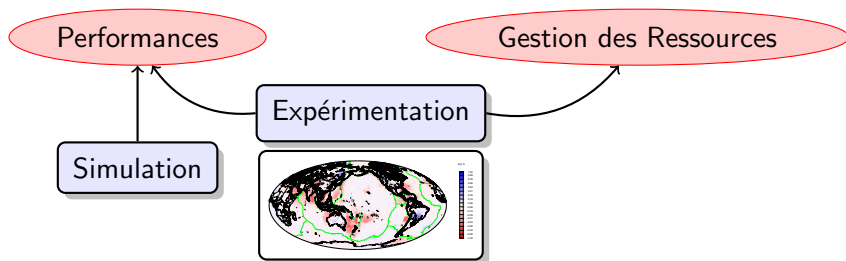 Performances
Gestion des Ressources
Expérimentation
Simulation